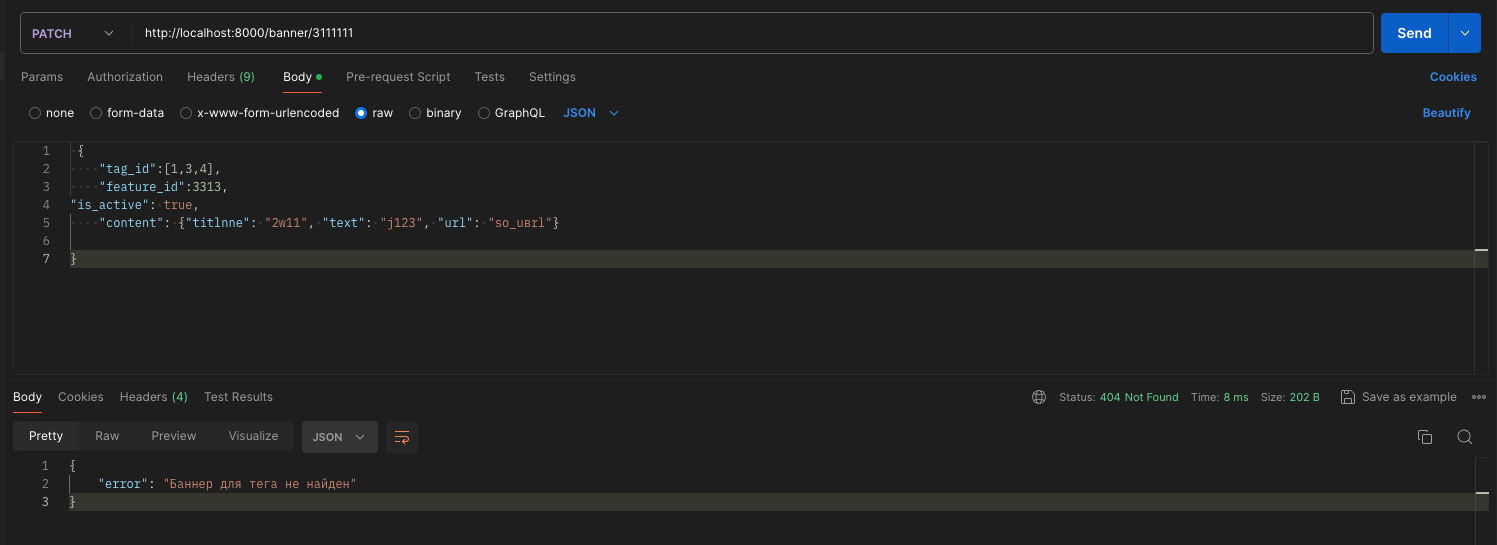 PATCH http://localhost:8000/banner/3111111 Send
Params Authorization Headers (9) Body Pre-request Script Tests Settings Cookies
none form-data x-www-form-urlencoded raw binary GraphQL JSON Beautify
1 {
2 "tag_id":[1,3,4],
3 "feature_id":3313,
4 "is_active": true,
5 "content": {"titlnne": "2w11", "text": "j123", "url": "so_uвrl"}
6
7 }
Body Cookies Headers (4) Test Results Status: 404 Not Found Time: 8 ms Size: 202 B Save as example
Pretty Raw Preview Visualize JSON
1 {
2 "error": "Баннер для тега не найден"
3 }